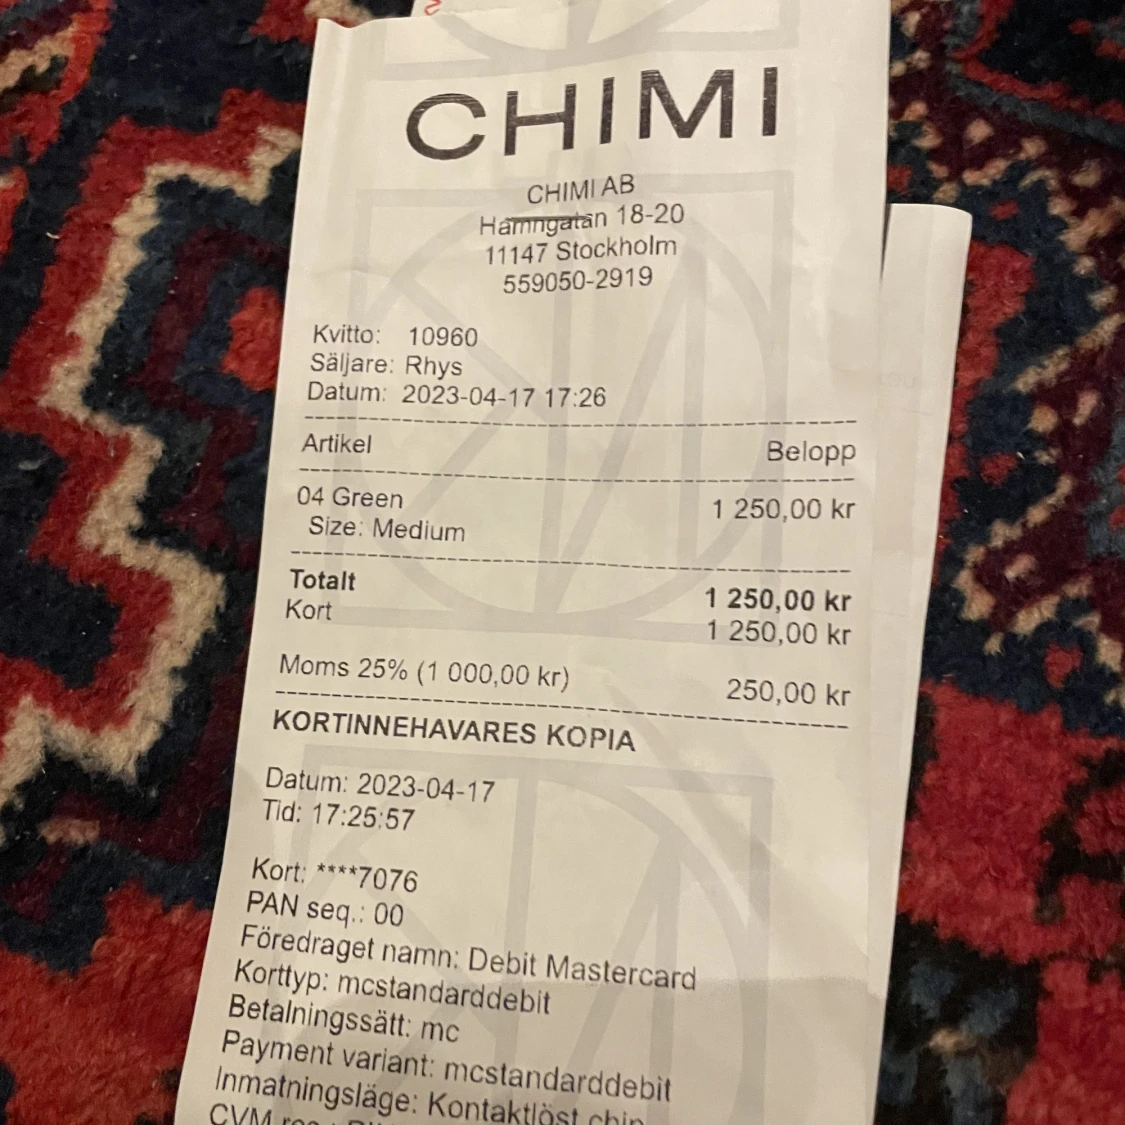 CHIMI
CHIMI AB
Hamngatan 18-20
11147 Stockholm
559050-2919
Kvitto: 10960
Säljare: Rhys
Datum: 2023-04-17 17:26
Artikel Belopp
04 Green 1 250,00 kr
Size: Medium
Totalt 1 250,00 kr
Kort 1 250,00 kr
Moms 25% (1 000,00 kr) 250,00 kr
KORTINNEHAVARES KOPIA
Datum: 2023-04-17
Tid: 17:25:57
Kort: ****7076
PAN seq.: 00
Föredraget namn: Debit Mastercard
Korttyp: mcstandarddebit
Betalningssätt: mc
Payment variant: mcstandarddebit
Inmatningsläge: Kontaktlöst chip
CVM